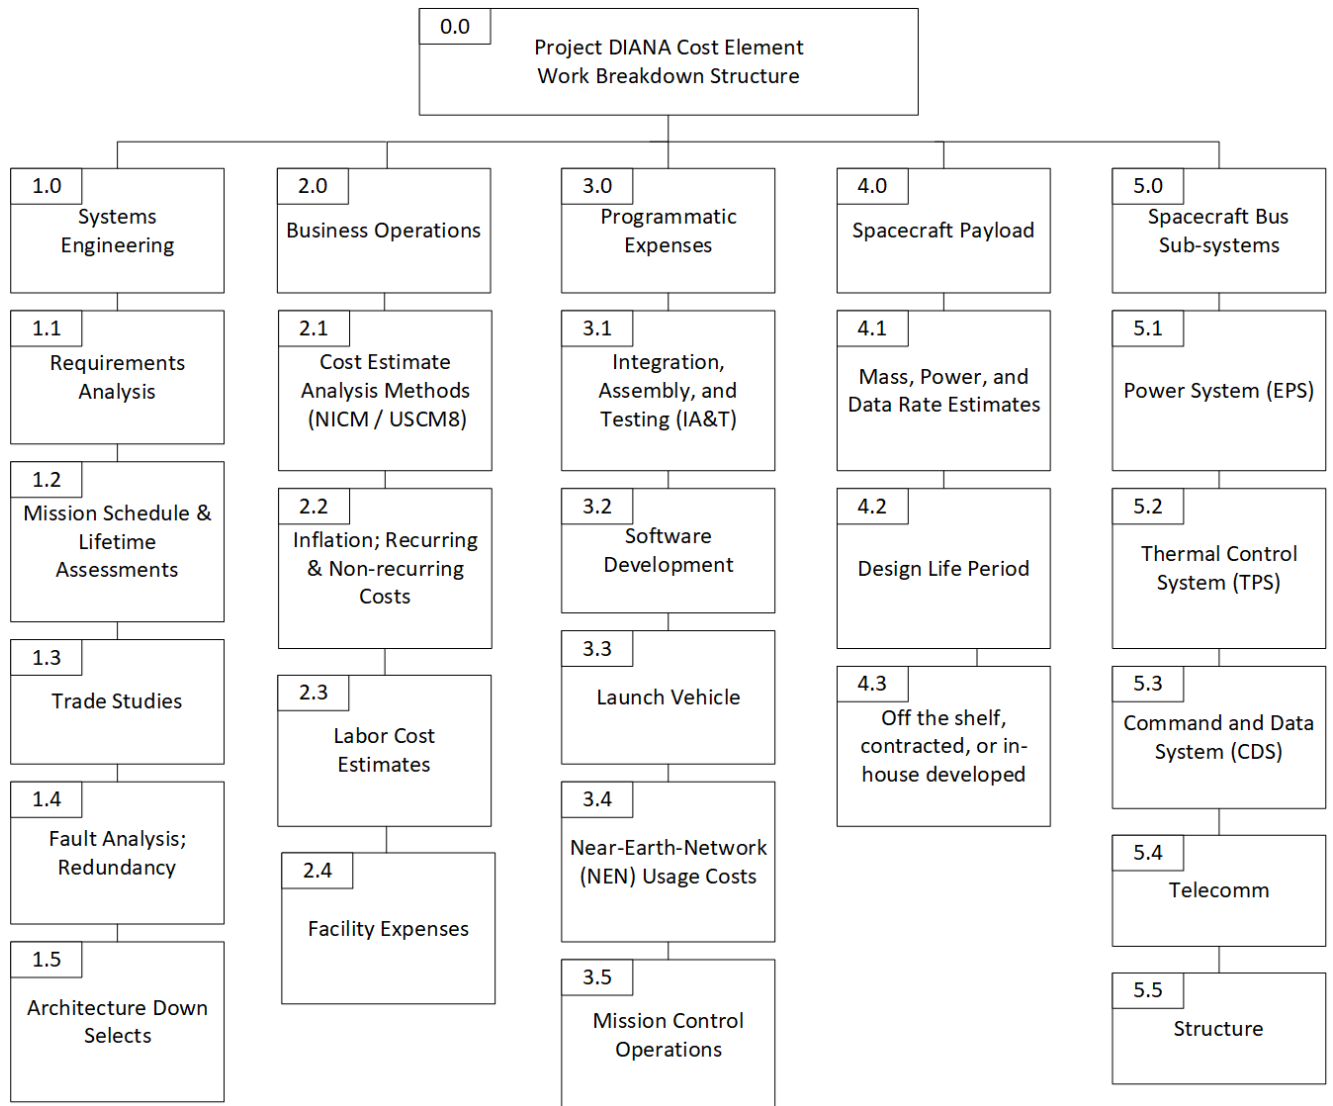 0.0
Project DIANA Cost Element
Work Breakdown Structure
1.0
Systems
Engineering
1.1
Requirements
Analysis
1.2
Mission Schedule &
Lifetime
Assessments
1.3
Trade Studies
1.4
Fault Analysis;
Redundancy
1.5
Architecture Down
Selects
2.0
Business Operations
2.1
Cost Estimate
Analysis Methods
(NICM / USCM8)
2.2
Inflation; Recurring
& Non-recurring
Costs
2.3
Labor Cost
Estimates
2.4
Facility Expenses
3.0
Programmatic
Expenses
3.1
Integration,
Assembly, and
Testing (IA&T)
3.2
Software
Development
3.3
Launch Vehicle
3.4
Near-Earth-Network
(NEN) Usage Costs
3.5
Mission Control
Operations
4.0
Spacecraft Payload
4.1
Mass, Power, and
Data Rate Estimates
4.2
Design Life Period
4.3
Off the shelf,
contracted, or in-
house developed
5.0
Spacecraft Bus
Sub-systems
5.1
Power System (EPS)
5.2
Thermal Control
System (TPS)
5.3
Command and Data
System (CDS)
5.4
Telecomm
5.5
Structure